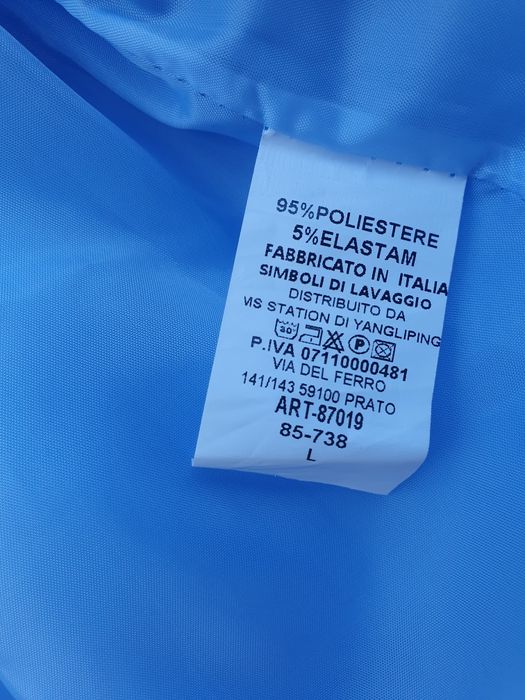 95%POLIESTERE
5%ELASTAM
FABBRICATO IN ITALIA
SIMBOLI DI LAVAGGIO
DISTRIBUITO DA
MS STATION DI YANGLIPING
30
P.IVA 07110000481
VIA DEL FERRO
141/143 59100 PRATO
ART-87019
85-738
L